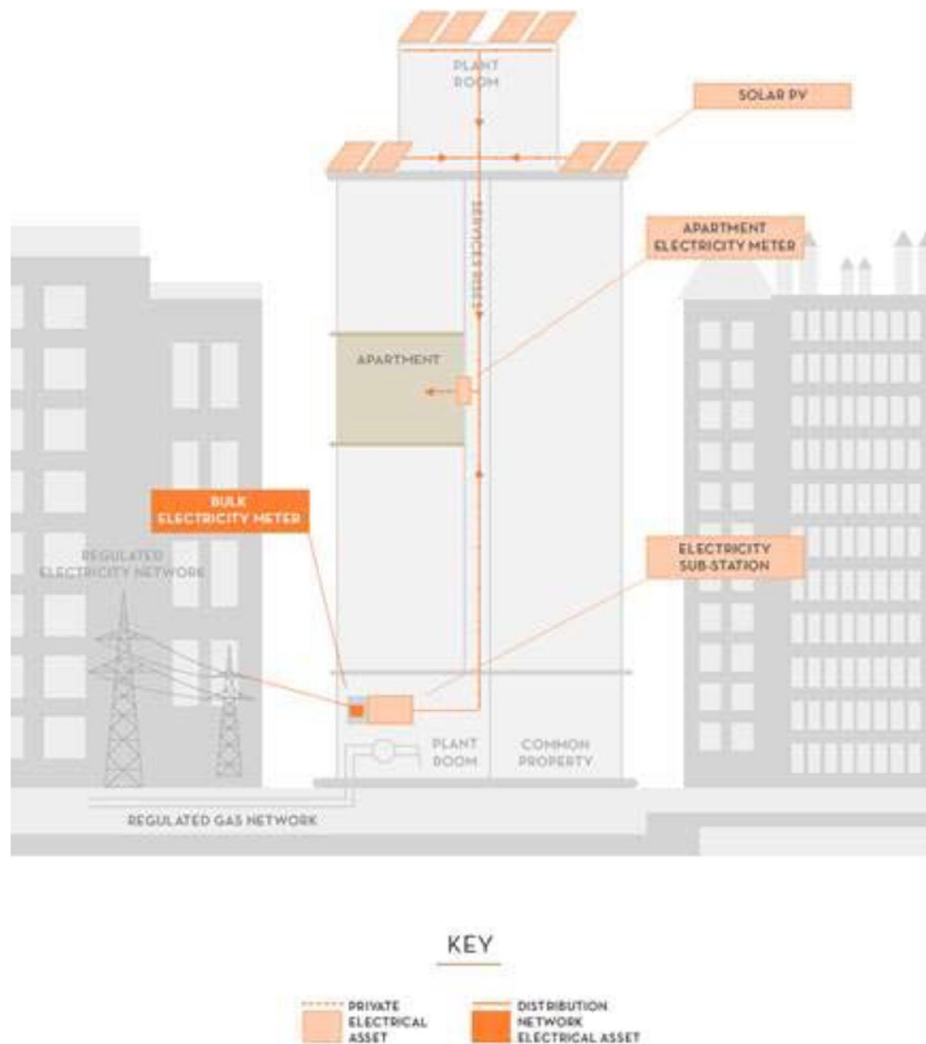 PLANT
ROOM
SOLAR PV
SERVICES RISER
APARTMENT
ELECTRICITY METER
APARTMENT
BULK
ELECTRICITY METER
REGULATED
ELECTRICITY NETWORK
ELECTRICITY
SUB-STATION
PLANT
ROOM
COMMON
PROPERTY
REGULATED GAS NETWORK
KEY
PRIVATE
ELECTRICAL
ASSET
DISTRIBUTION
NETWORK
ELECTRICAL ASSET